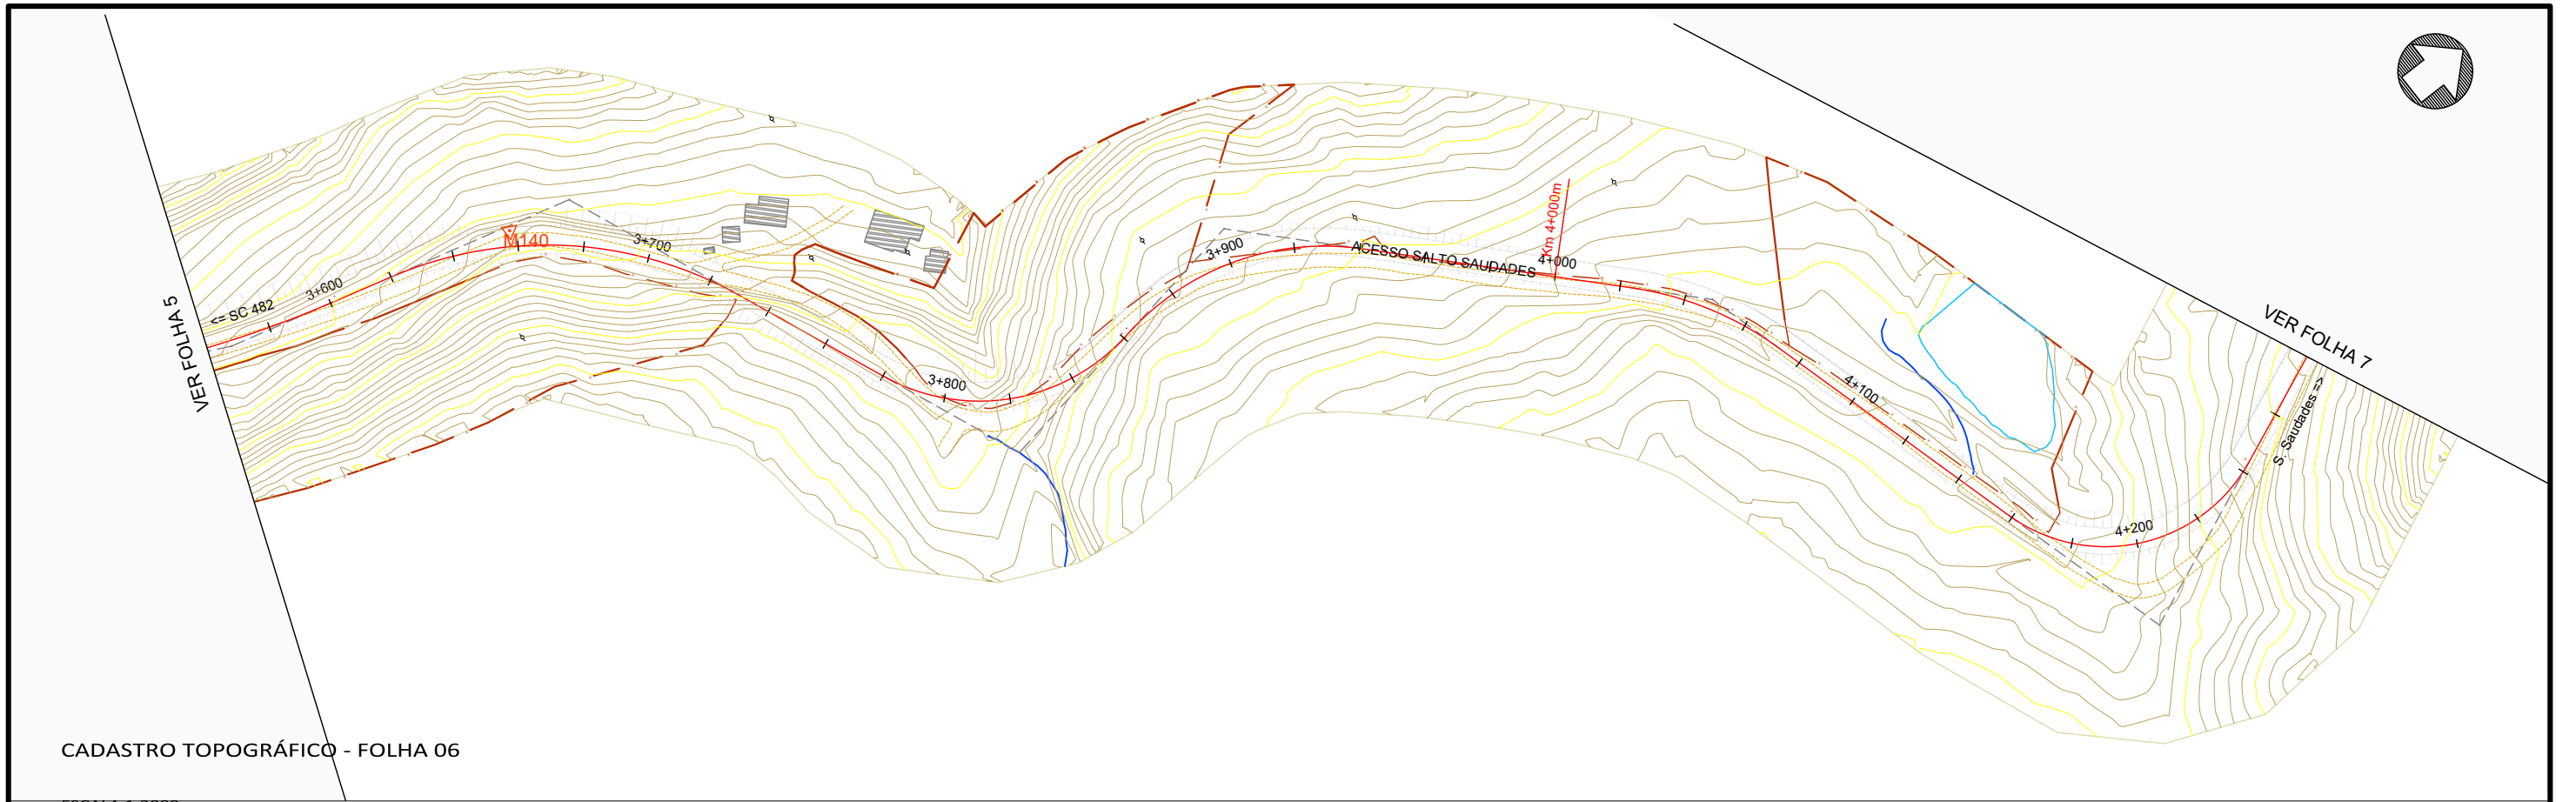 VER FOLHA 5
<= SC 482
3+600
M140
3+700
3+800
3+900
ACESSO SALTO SAUDADES
Km 4+000m
4+000
4+100
4+200
S. Saudades =>
VER FOLHA 7
CADASTRO TOPOGRÁFICO - FOLHA 06